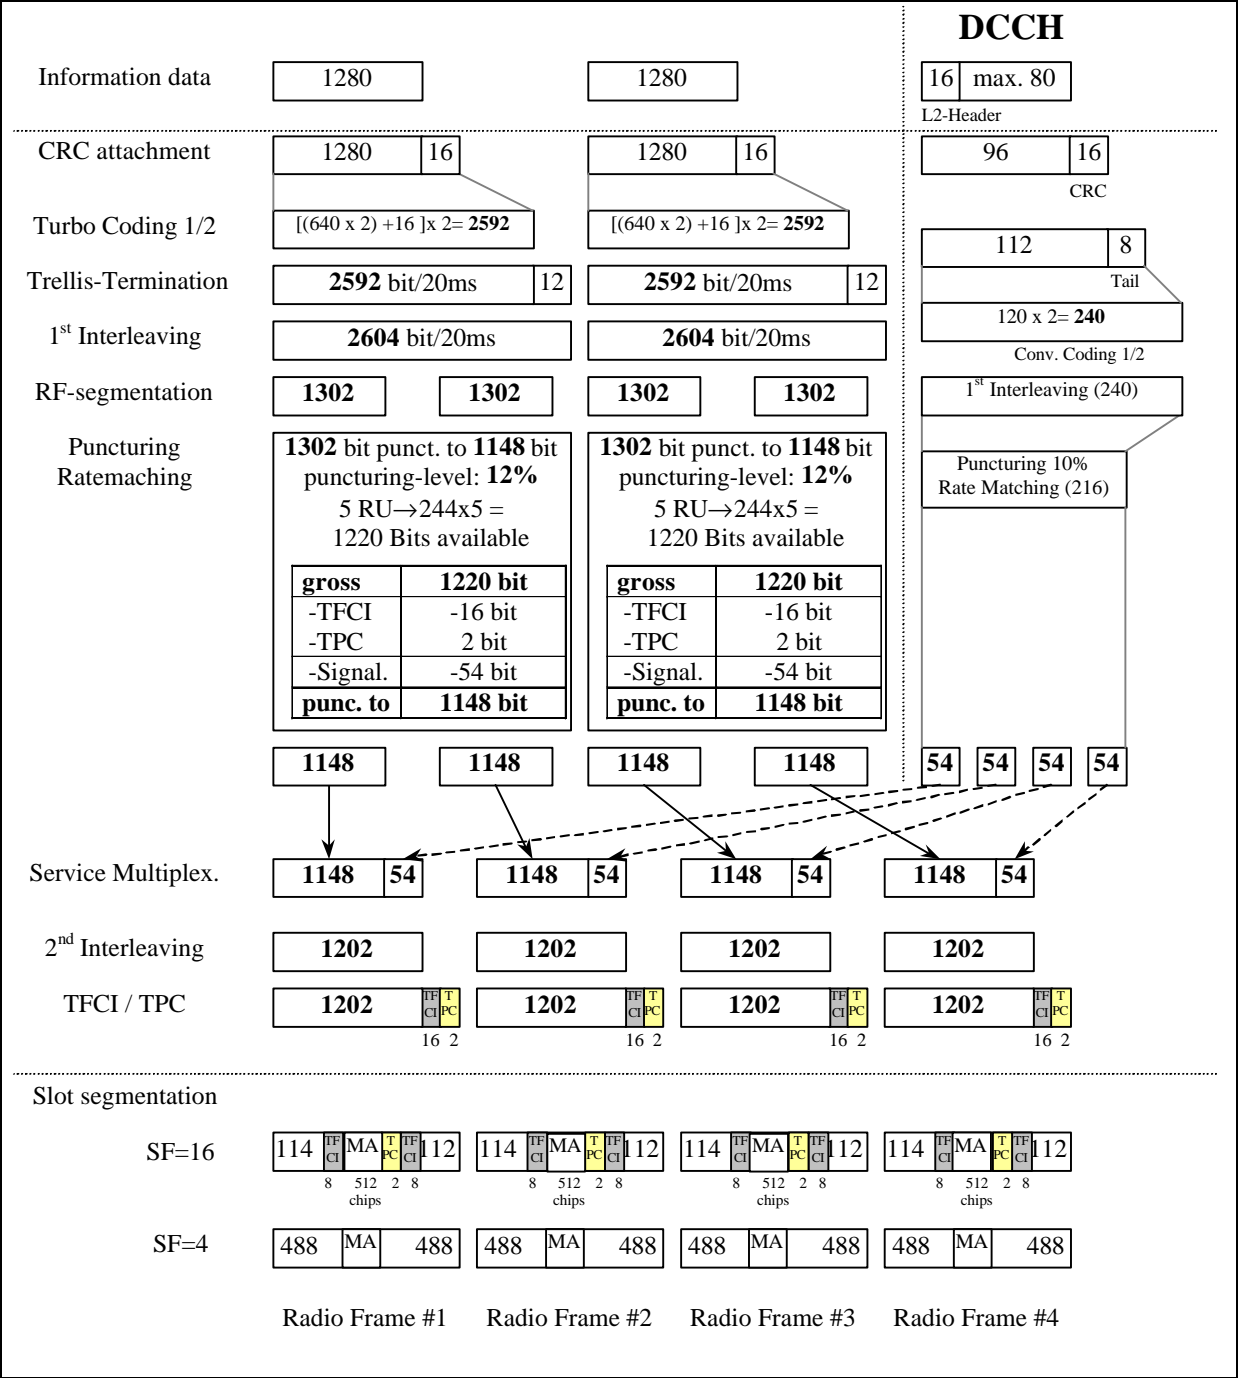 DCCH
Information data 1280 1280 16 max. 80
L2-Header
CRC attachment 1280 16 1280 16 96 16
CRC
Turbo Coding 1/2 [(640 x 2) +16 ]x 2= 2592 [(640 x 2) +16 ]x 2= 2592
112 8
Tail
Trellis-Termination 2592 bit/20ms 12 2592 bit/20ms 12
120 x 2= 240
Conv. Coding 1/2
1st Interleaving 2604 bit/20ms 2604 bit/20ms
RF-segmentation 1302 1302 1302 1302 1st Interleaving (240)
Puncturing 1302 bit punct. to 1148 bit 1302 bit punct. to 1148 bit
Ratemaching puncturing-level: 12% puncturing-level: 12%
Puncturing 10%
Rate Matching (216)
5 RU→244x5 = 5 RU→244x5 =
1220 Bits available 1220 Bits available
gross 1220 bit gross 1220 bit
-TFCI -16 bit -TFCI -16 bit
-TPC 2 bit -TPC 2 bit
-Signal. -54 bit -Signal. -54 bit
punc. to 1148 bit punc. to 1148 bit
1148 1148 1148 1148 54 54 54 54
Service Multiplex. 1148 54 1148 54 1148 54 1148 54
2nd Interleaving 1202 1202 1202 1202
TFCI / TPC 1202 TF CI T PC 1202 TF CI T PC 1202 TF CI T PC 1202 TF CI T PC
16 2 16 2 16 2 16 2
Slot segmentation
SF=16 114 TF CI MA T PC TF CI 112 114 TF CI MA T PC TF CI 112 114 TF CI MA T PC TF CI 112 114 TF CI MA T PC TF CI 112
8 512 2 8 8 512 2 8 8 512 2 8 8 512 2 8
chips chips chips chips
SF=4 488 MA 488 488 MA 488 488 MA 488 488 MA 488
Radio Frame #1 Radio Frame #2 Radio Frame #3 Radio Frame #4